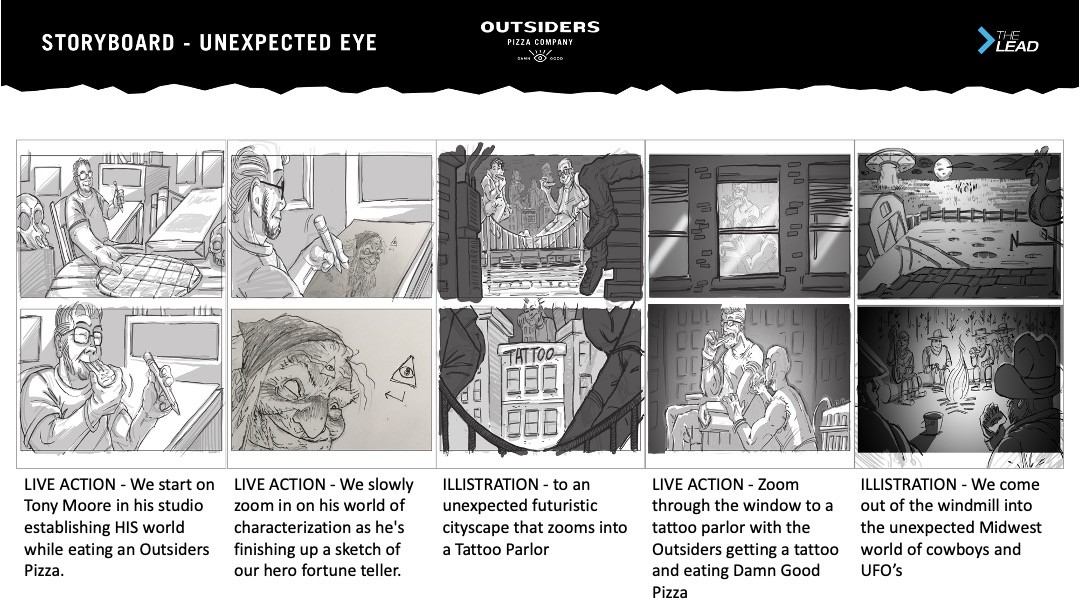 STORYBOARD - UNEXPECTED EYE
OUTSIDERS
PIZZA COMPANY
DAMN GOOD
THE
LEAD
TATTOO
LIVE ACTION - We start on
Tony Moore in his studio
establishing HIS world
while eating an Outsiders
Pizza.
LIVE ACTION - We slowly
zoom in on his world of
characterization as he's
finishing up a sketch of
our hero fortune teller.
ILLISTRATION - to an
unexpected futuristic
cityscape that zooms into
a Tattoo Parlor
LIVE ACTION - Zoom
through the window to a
tattoo parlor with the
Outsiders getting a tattoo
and eating Damn Good
Pizza
ILLISTRATION - We come
out of the windmill into
the unexpected Midwest
world of cowboys and
UFO's